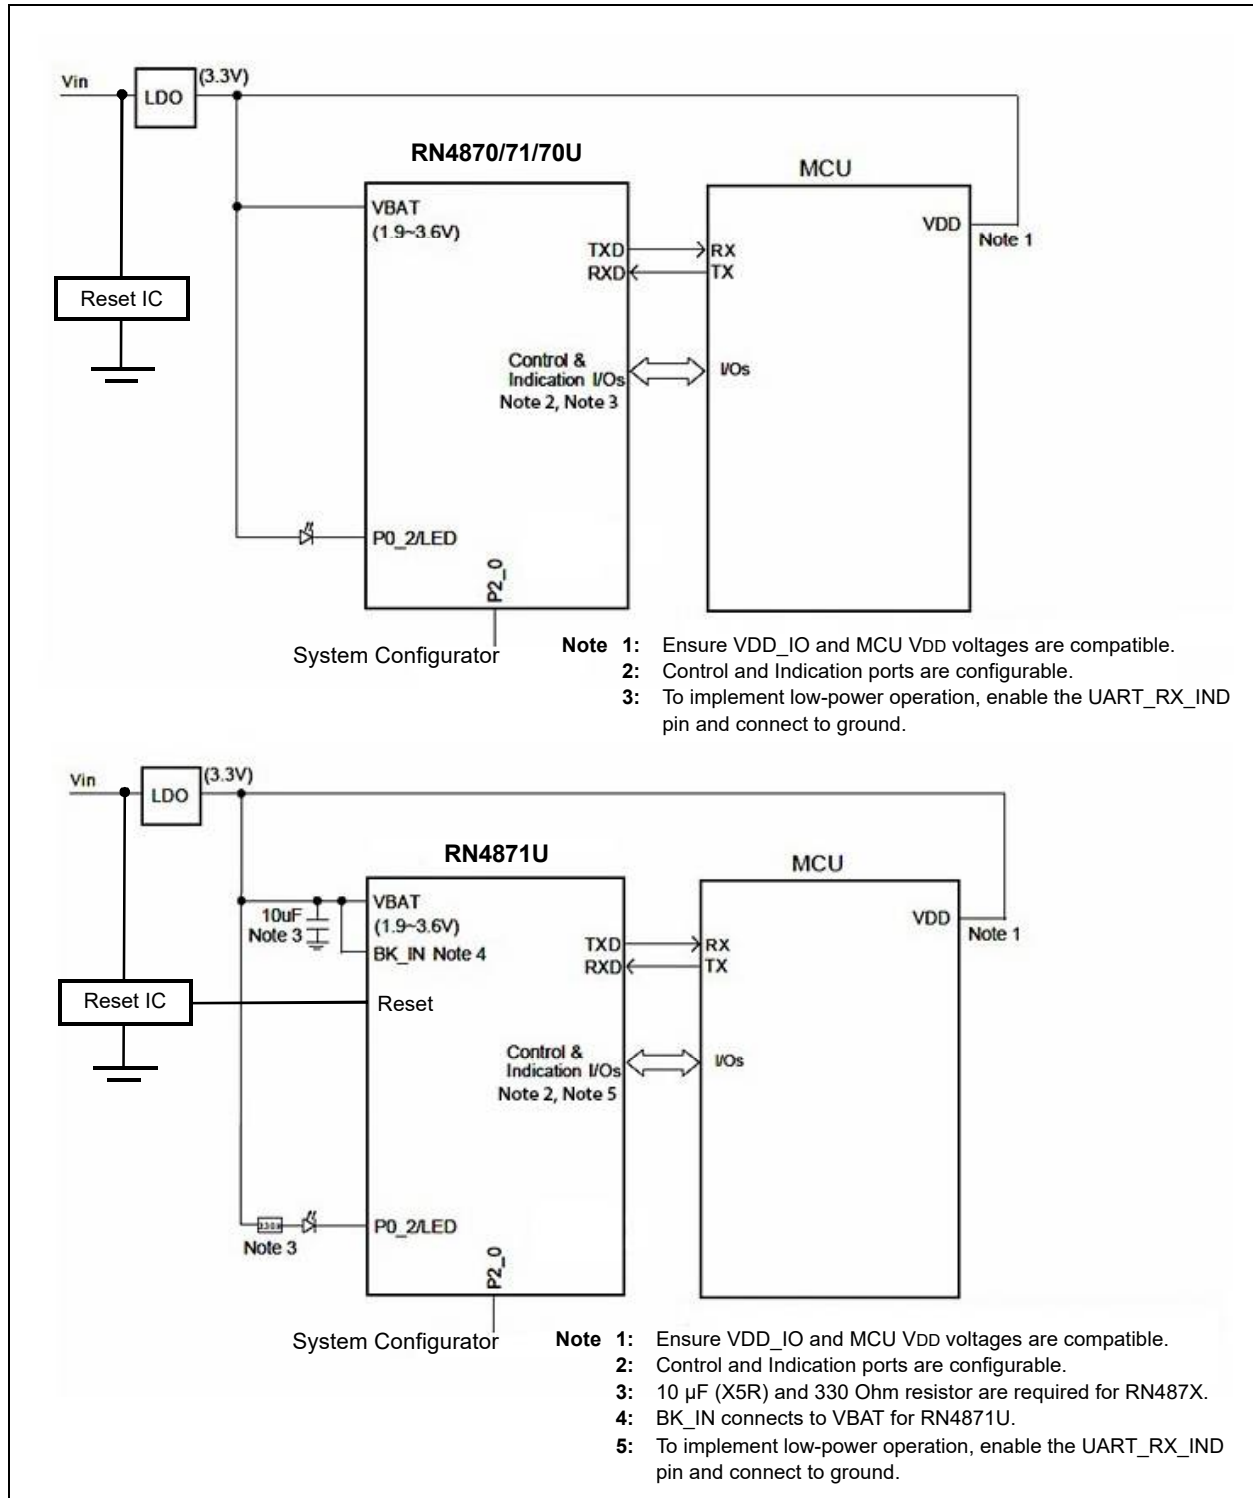 Vin
LDO
(3.3V)
RN4870/71/70U
MCU
VBAT
(1.9~3.6V)
VDD
Note 1
TXD
RX
RXD
TX
Reset IC
Control &
Indication I/Os
Note 2, Note 3
I/Os
P0_2/LED
P2_0
System Configurator
Note 1: Ensure VDD_IO and MCU VDD voltages are compatible.
2: Control and Indication ports are configurable.
3: To implement low-power operation, enable the UART_RX_IND
pin and connect to ground.
Vin
LDO
(3.3V)
RN4871U
MCU
VBAT
10uF
Note 3
(1.9~3.6V)
BK_IN Note 4
VDD
Note 1
TXD
RX
RXD
TX
Reset IC
Reset
Control &
Indication I/Os
Note 2, Note 5
I/Os
P0_2/LED
Note 3
P2_0
System Configurator
Note 1: Ensure VDD_IO and MCU VDD voltages are compatible.
2: Control and Indication ports are configurable.
3: 10 µF (X5R) and 330 Ohm resistor are required for RN487X.
4: BK_IN connects to VBAT for RN4871U.
5: To implement low-power operation, enable the UART_RX_IND
pin and connect to ground.